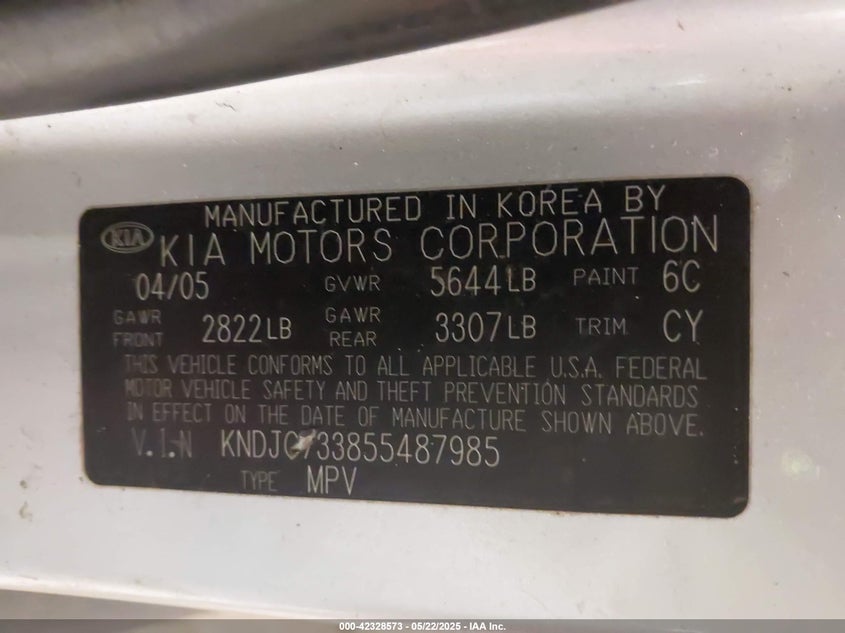 MANUFACTURED IN KOREA BY
KIA KIA MOTORS CORPORATION
04/05 GVWR 5644LB PAINT 6C
GAWR FRONT 2822LB GAWR REAR 3307LB TRIM CY
THIS VEHICLE CONFORMS TO ALL APPLICABLE U.S.A. FEDERAL
MOTOR VEHICLE SAFETY AND THEFT PREVENTION STANDARDS
IN EFFECT ON THE DATE OF MANUFACTURE SHOWN ABOVE.
V.I.N KNDJC733855487985
TYPE MPV
000-42328573 - 05/22/2025 - IAA Inc.